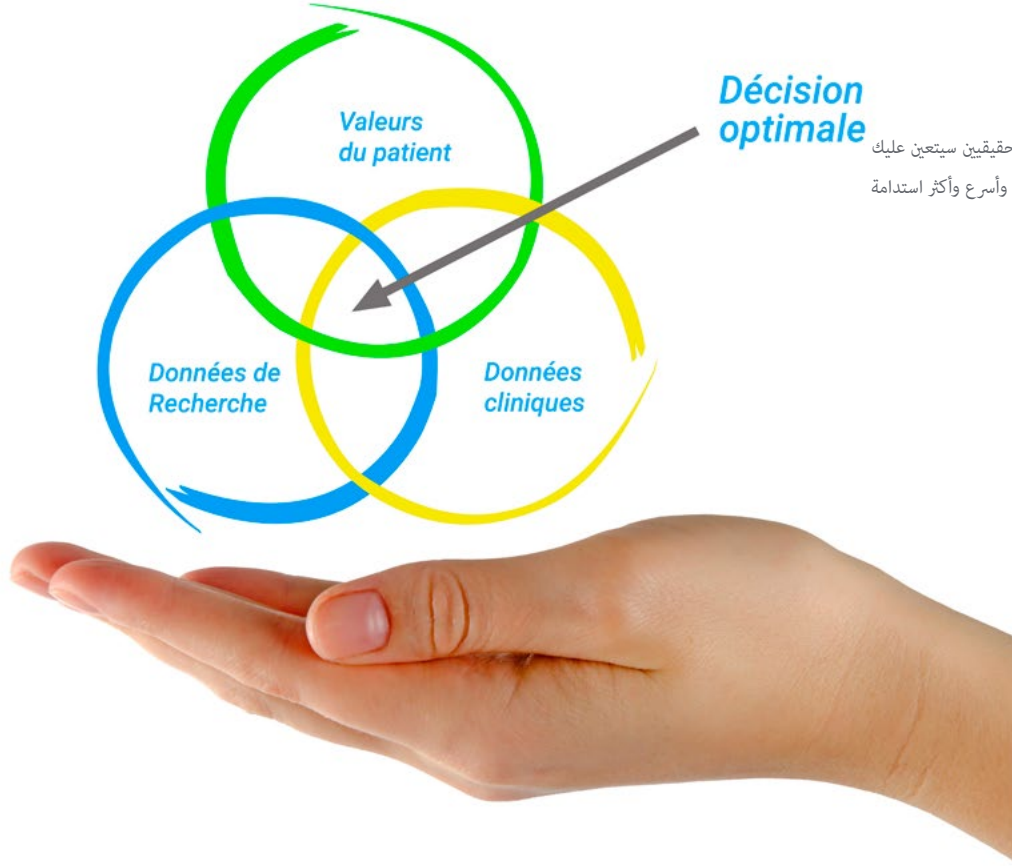 Décision
optimale
حقيقيين سيتعين عليك
وأسرع وأكثر استدامة
Valeurs
du patient
Données de
Recherche
Données
cliniques